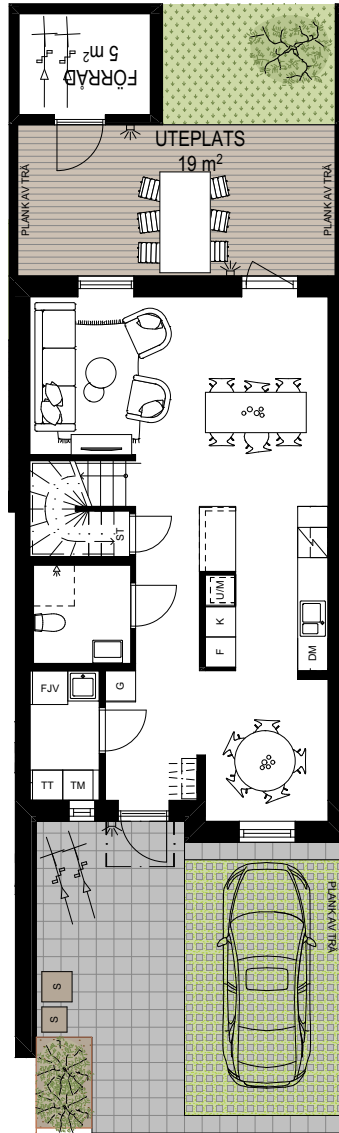 FÖRRÅD
5 m²
UTEPLATS
19 m²
PLANK AV TRÄ
PLANK AV TRÄ
ST
U/M
K
F
DM
FJV
G
TT
TM
PLANK AV TRÄ
S
S